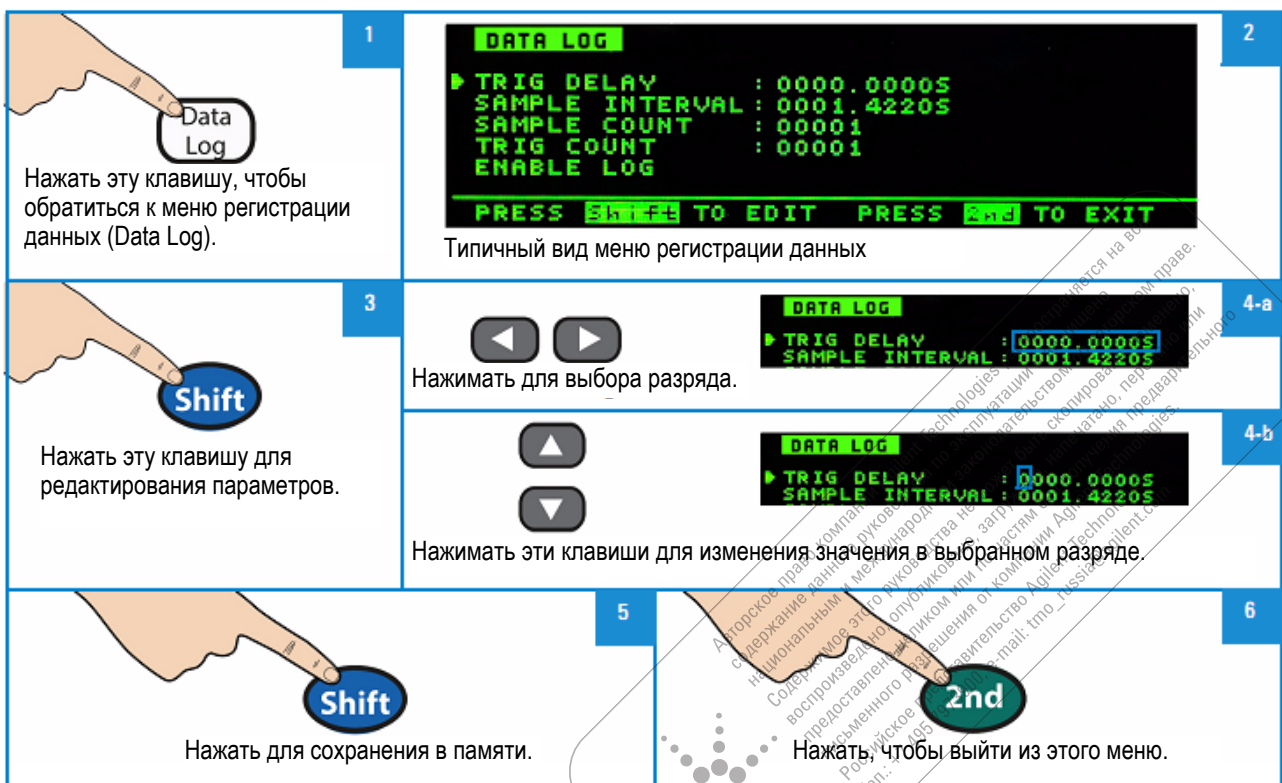 1
Data
Log
Нажать эту клавишу, чтобы
обратиться к меню регистрации
данных (Data Log).
2
DATA LOG
TRIG DELAY : 0000.0000S
SAMPLE INTERVAL: 0001.4220S
SAMPLE COUNT : 00001
TRIG COUNT : 00001
ENABLE LOG
PRESS Shift TO EDIT PRESS 2nd TO EXIT
Типичный вид меню регистрации данных
3
Shift
Нажать эту клавишу для
редактирования параметров.
4-a
Нажимать для выбора разряда.
DATA LOG
TRIG DELAY : 0000.0000S
SAMPLE INTERVAL: 0001.4220S
4-b
DATA LOG
TRIG DELAY : 0000.0000S
SAMPLE INTERVAL: 0001.4220S
Нажимать эти клавиши для изменения значения в выбранном разряде.
5
Shift
Нажать для сохранения в памяти.
6
2nd
Нажать, чтобы выйти из этого меню.